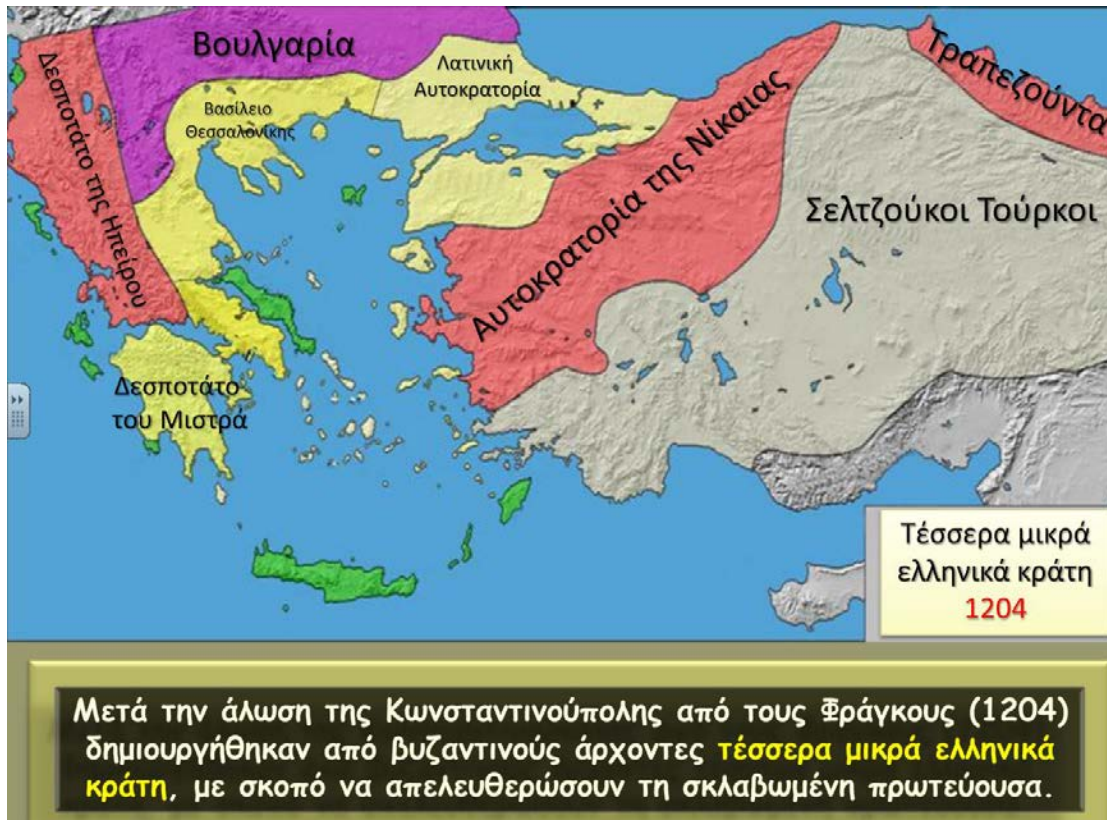 Βουλγαρία
Δεσποτάτο της Ηπείρου
Λατινική
Αυτοκρατορία
Βασίλειο
Θεσσαλονίκης
Αυτοκρατορία της Νίκαιας
Τραπεζούντα
Σελτζούκοι Τούρκοι
Δεσποτάτο
του Μιστρά
Τέσσερα μικρά
ελληνικά κράτη
1204
Μετά την άλωση της Κωνσταντινούπολης από τους Φράγκους (1204)
δημιουργήθηκαν από βυζαντινούς άρχοντες τέσσερα μικρά ελληνικά
κράτη, με σκοπό να απελευθερώσουν τη σκλαβωμένη πρωτεύουσα.